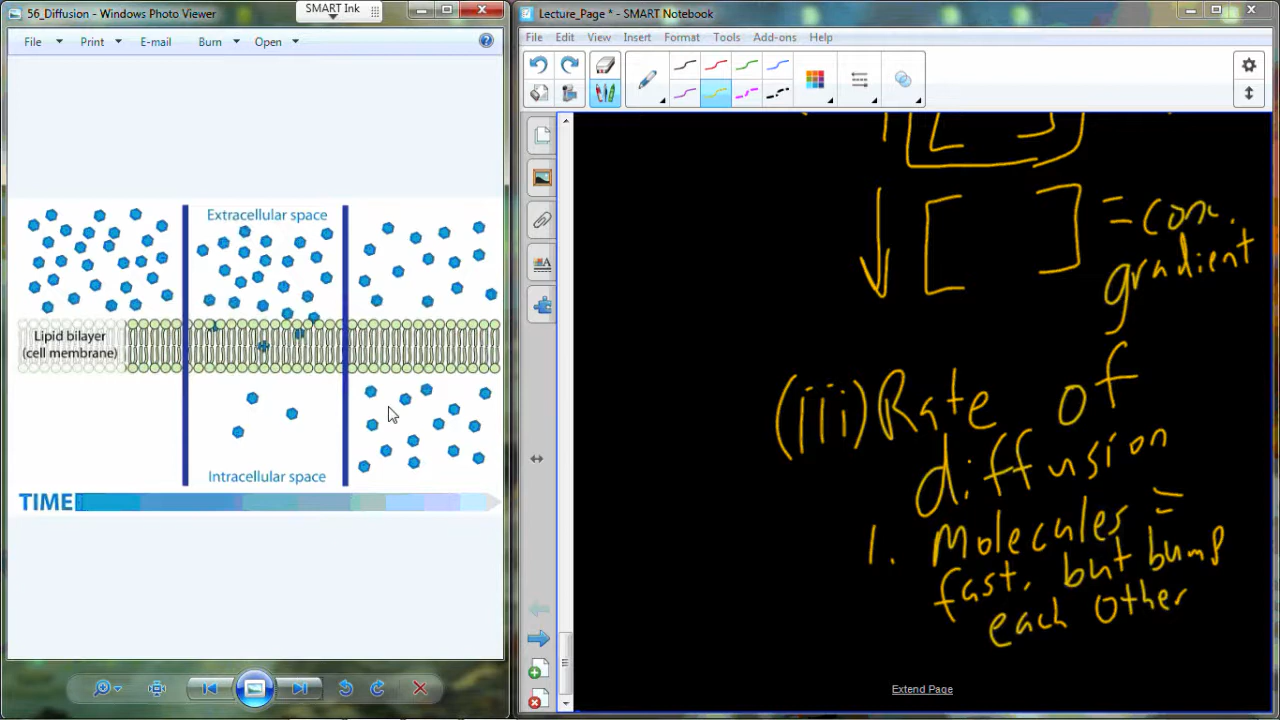 56_Diffusion - Windows Photo Viewer
SMART Ink
File Print E-mail Burn Open
Extracellular space
Lipid bilayer
(cell membrane)
Intracellular space
TIME
Lecture_Page * - SMART Notebook
File Edit View Insert Format Tools Add-ons Help
[ ]
↓ [ ] = conc.
gradient
(iii) Rate of
diffusion
1. Molecules =
fast, but bump
each other
Extend Page